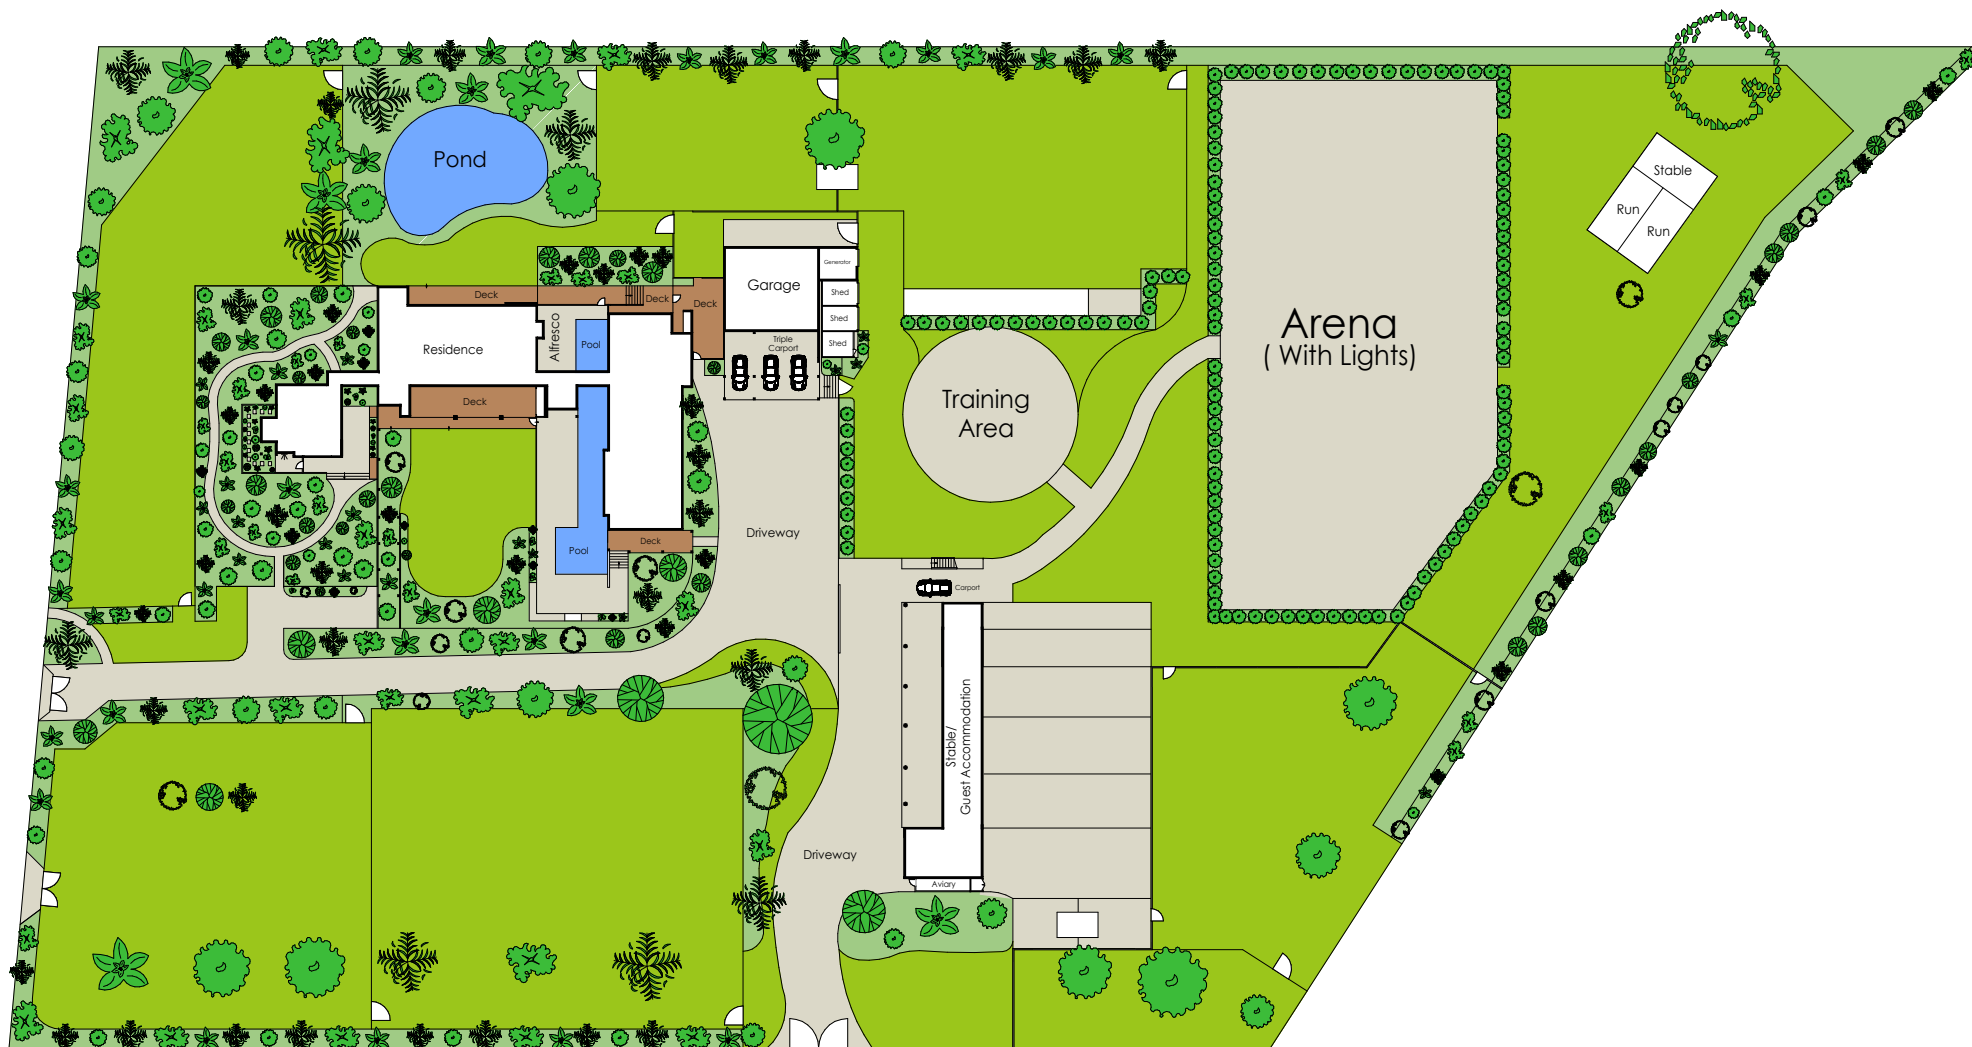 Pond
Stable
Run
Run
Generator
Garage
Deck
Deck
Deck
Shed
Shed
Shed
Alfresco
Pool
Triple
Carport
Residence
Arena
( With Lights)
Deck
Training
Area
Driveway
Deck
Pool
Carport
Stable/
Guest Accommodation
Driveway
Aviary